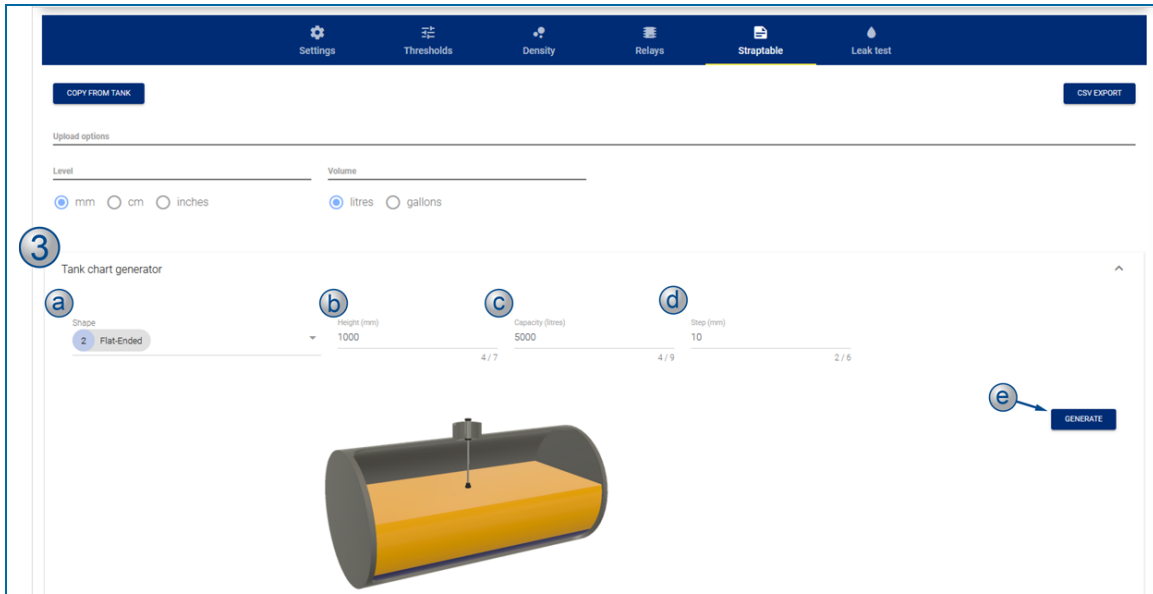 Settings Thresholds Density Relays Straptable Leak test
COPY FROM TANK CSV EXPORT
Upload options
Level Volume
mm cm inches litres gallons
3
Tank chart generator
a b c d
Shape Height (mm) Capacity (litres) Step (mm)
2 Flat-Ended 1000 5000 10
4 / 7 4 / 9 2 / 6
e
GENERATE